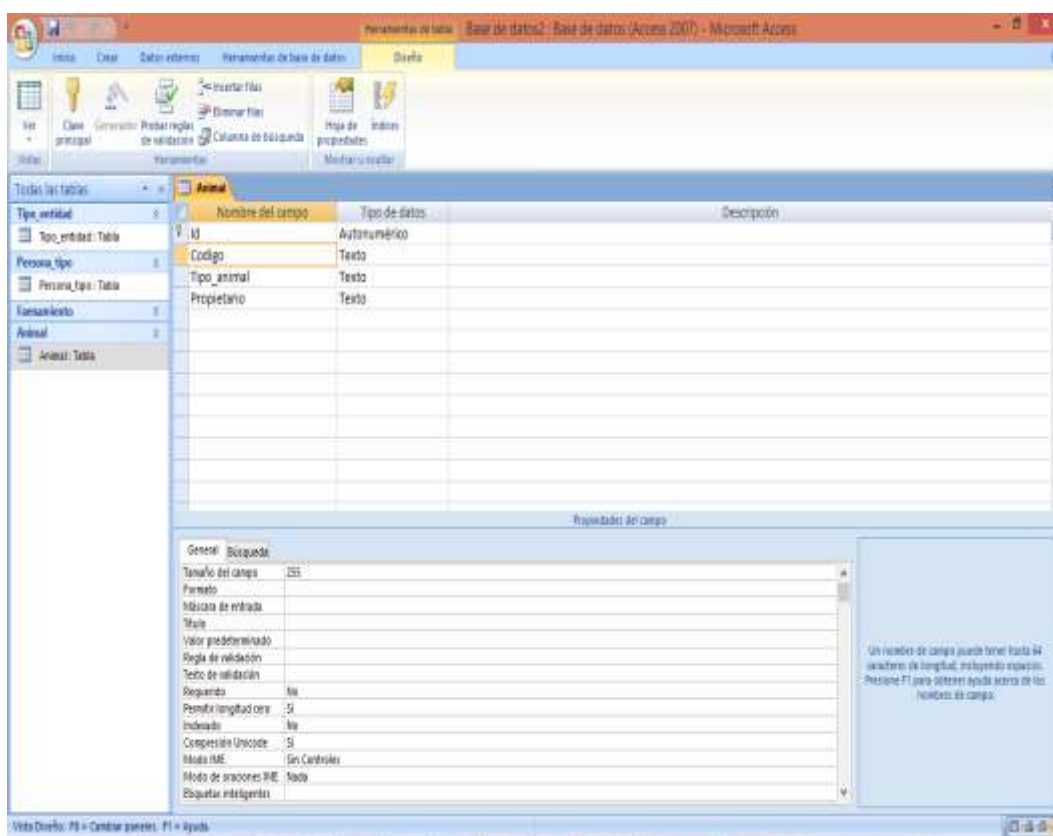 Herramientas de tabla
Base de datos2 : Base de datos (Access 2007) - Microsoft Access
Inicio
Crear
Datos externos
Herramientas de base de datos
Diseño
Ver
Clave principal
Generador
Probar reglas de validación
Insertar filas
Eliminar filas
Columna de búsqueda
Hoja de propiedades
Índices
Vistas
Herramientas
Mostrar u ocultar
Todas las tablas
Tipo_entidad
Tipo_entidad : Tabla
Persona_tipo
Persona_tipo : Tabla
Faenamiento
Animal
Animal : Tabla
Animal
Nombre del campo
Tipo de datos
Descripción
Id
Autonumérico
Codigo
Texto
Tipo_animal
Texto
Propietario
Texto
Propiedades del campo
General
Búsqueda
Tamaño del campo
255
Formato
Máscara de entrada
Título
Valor predeterminado
Regla de validación
Texto de validación
Requerido
No
Permitir longitud cero
Sí
Indexado
No
Compresión Unicode
Sí
Modo IME
Sin Controles
Modo de oraciones IME
Nada
Etiquetas inteligentes
Un nombre de campo puede tener hasta 64
caracteres de longitud, incluyendo espacios.
Presione F1 para obtener ayuda acerca de los
nombres de campo.
Vista Diseño. F6 = Cambiar paneles. F1 = Ayuda.